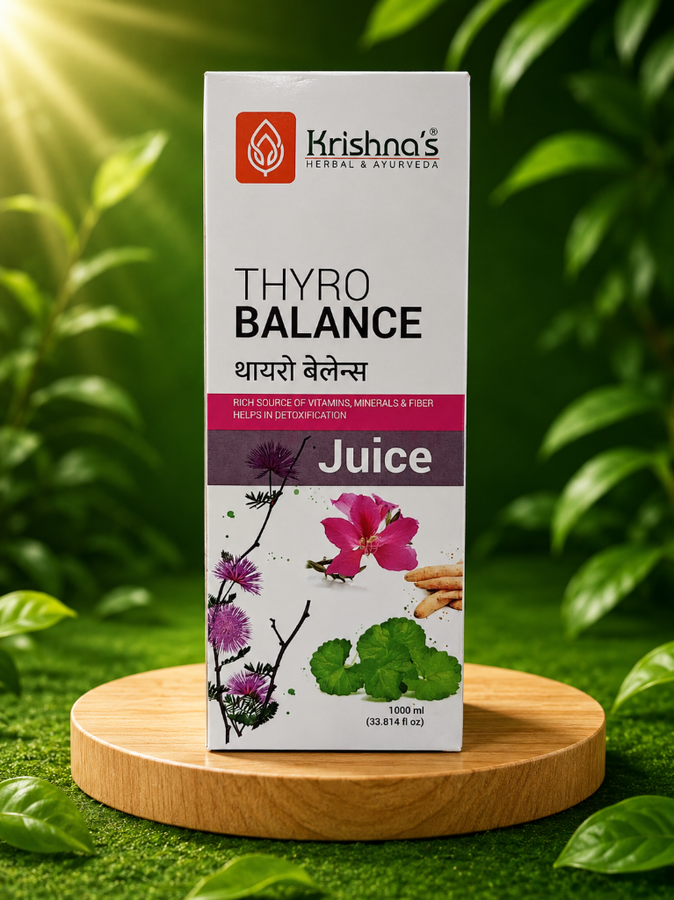 Krishna's®
HERBAL & AYURVEDA
THYRO
BALANCE
थायरो बेलेन्स
RICH SOURCE OF VITAMINS, MINERALS & FIBER
HELPS IN DETOXIFICATION
Juice
1000 ml
(33.814 fl oz)